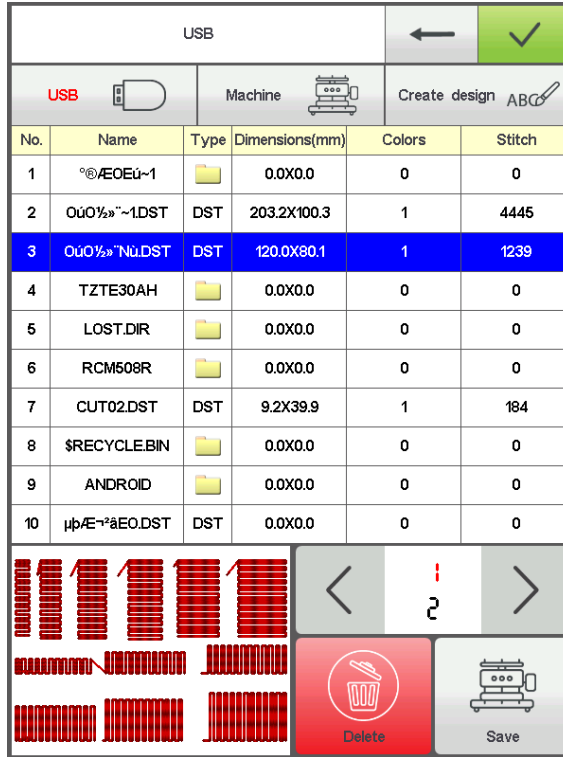 USB
USB Machine Create design ABC
No. Name Type Dimensions(mm) Colors Stitch
1 °®ÆOEú~1 0.0X0.0 0 0
2 OúO½»¨~1.DST DST 203.2X100.3 1 4445
3 OúO½»¨Nù.DST DST 120.0X80.1 1 1239
4 TZTE30AH 0.0X0.0 0 0
5 LOST.DIR 0.0X0.0 0 0
6 RCM508R 0.0X0.0 0 0
7 CUT02.DST DST 9.2X39.9 1 184
8 $RECYCLE.BIN 0.0X0.0 0 0
9 ANDROID 0.0X0.0 0 0
10 µþÆ¬²âEO.DST DST 0.0X0.0 0 0
1
2
Delete Save